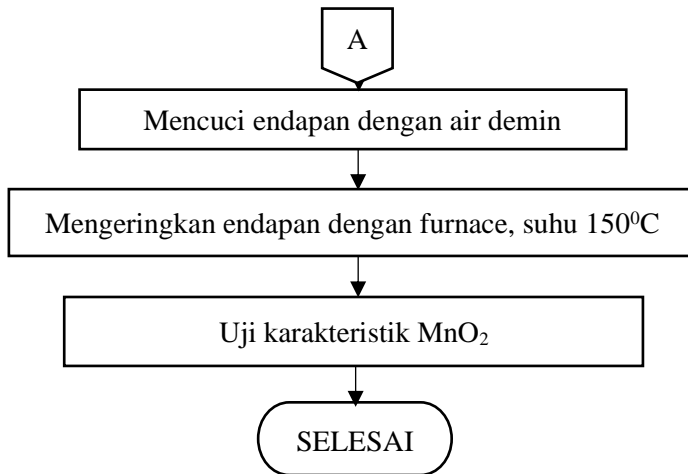 A
Mencuci endapan dengan air demin
Mengeringkan endapan dengan furnace, suhu 150⁰C
Uji karakteristik MnO₂
SELESAI